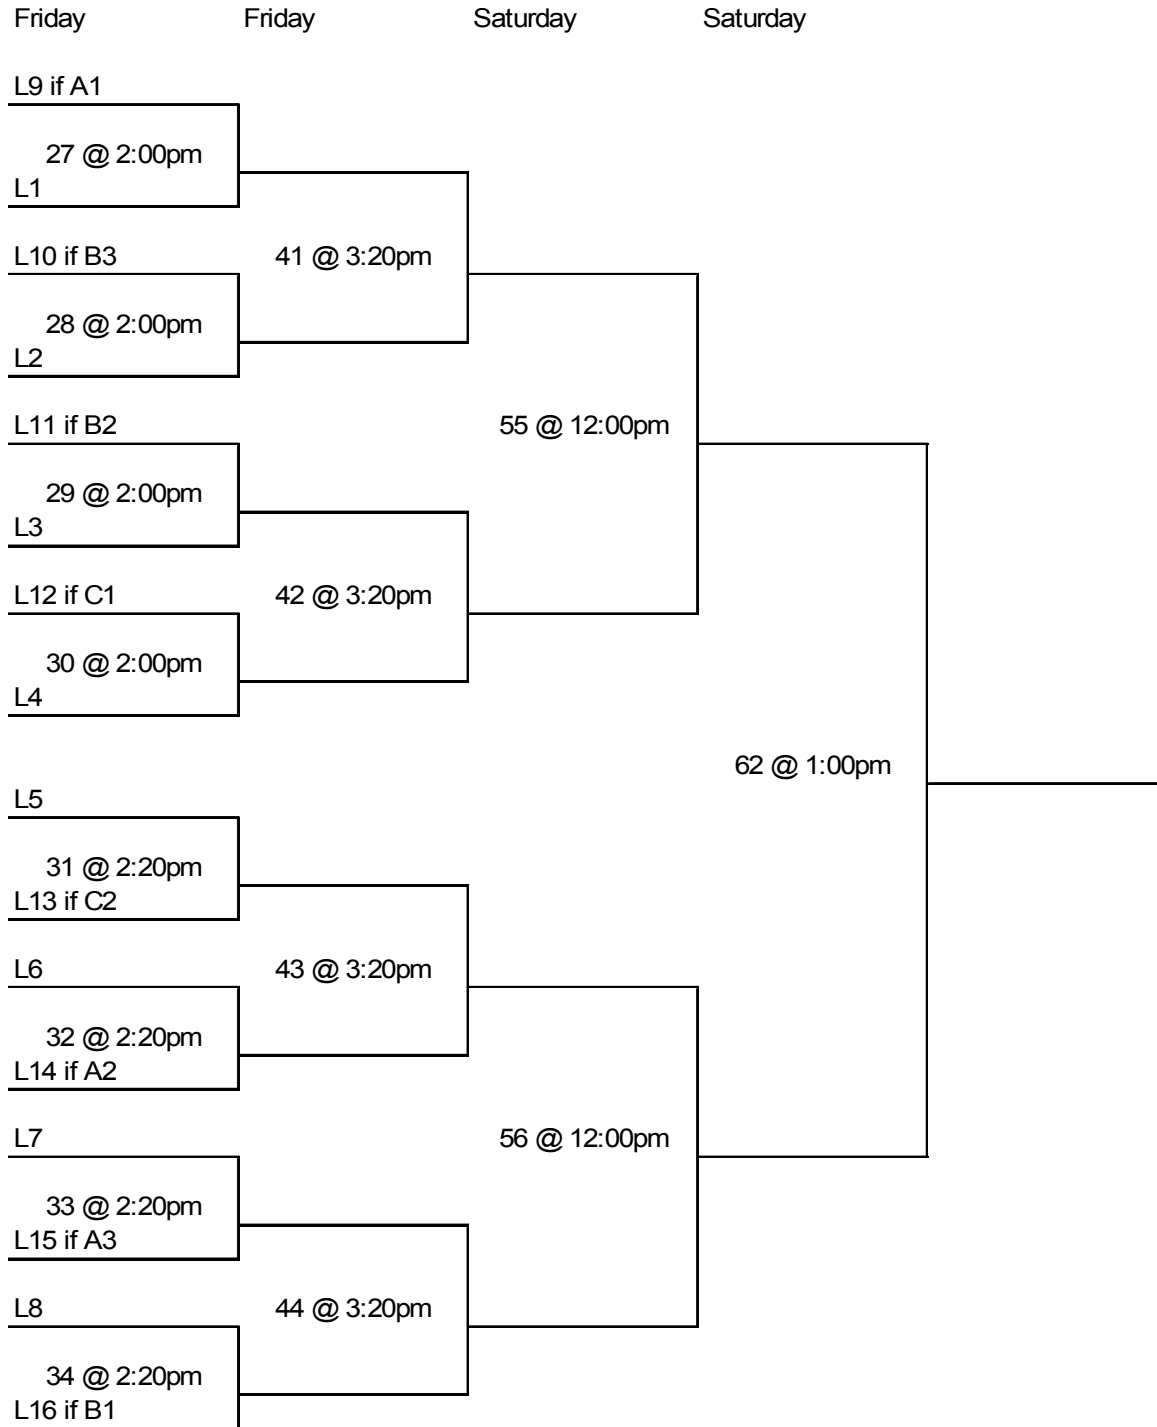 Friday Friday Saturday Saturday
L9 if A1
27 @ 2:00pm
L1
L10 if B3 41 @ 3:20pm
28 @ 2:00pm
L2
L11 if B2 55 @ 12:00pm
29 @ 2:00pm
L3
L12 if C1 42 @ 3:20pm
30 @ 2:00pm
L4
62 @ 1:00pm
L5
31 @ 2:20pm
L13 if C2
L6 43 @ 3:20pm
32 @ 2:20pm
L14 if A2
L7 56 @ 12:00pm
33 @ 2:20pm
L15 if A3
L8 44 @ 3:20pm
34 @ 2:20pm
L16 if B1